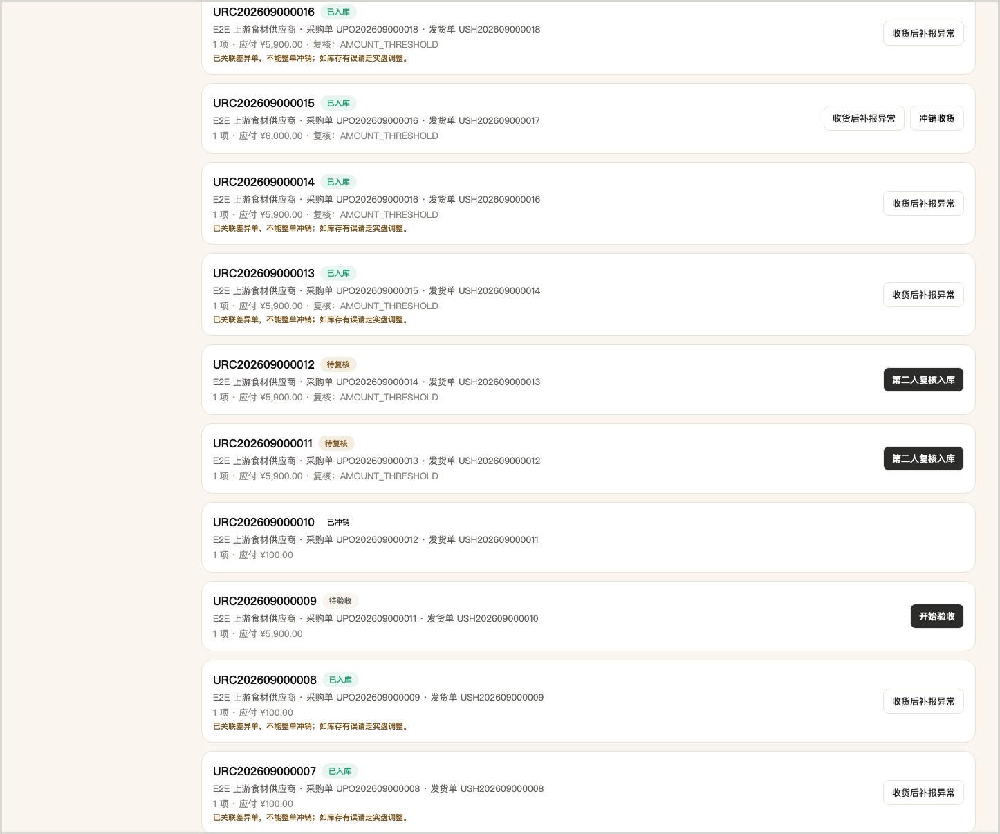 URC202609000016 已入库
E2E 上游食材供应商 · 采购单 UPO202609000018 · 发货单 USH202609000018
1 项 · 应付 ¥5,900.00 · 复核：AMOUNT_THRESHOLD
已关联差异单，不能整单冲销；如库存有误请走实盘调整。
收货后补报异常
URC202609000015 已入库
E2E 上游食材供应商 · 采购单 UPO202609000016 · 发货单 USH202609000017
1 项 · 应付 ¥6,000.00 · 复核：AMOUNT_THRESHOLD
收货后补报异常 冲销收货
URC202609000014 已入库
E2E 上游食材供应商 · 采购单 UPO202609000016 · 发货单 USH202609000016
1 项 · 应付 ¥5,900.00 · 复核：AMOUNT_THRESHOLD
已关联差异单，不能整单冲销；如库存有误请走实盘调整。
收货后补报异常
URC202609000013 已入库
E2E 上游食材供应商 · 采购单 UPO202609000015 · 发货单 USH202609000014
1 项 · 应付 ¥5,900.00 · 复核：AMOUNT_THRESHOLD
已关联差异单，不能整单冲销；如库存有误请走实盘调整。
收货后补报异常
URC202609000012 待复核
E2E 上游食材供应商 · 采购单 UPO202609000014 · 发货单 USH202609000013
1 项 · 应付 ¥5,900.00 · 复核：AMOUNT_THRESHOLD
第二人复核入库
URC202609000011 待复核
E2E 上游食材供应商 · 采购单 UPO202609000013 · 发货单 USH202609000012
1 项 · 应付 ¥5,900.00 · 复核：AMOUNT_THRESHOLD
第二人复核入库
URC202609000010 已冲销
E2E 上游食材供应商 · 采购单 UPO202609000012 · 发货单 USH202609000011
1 项 · 应付 ¥100.00
URC202609000009 待验收
E2E 上游食材供应商 · 采购单 UPO202609000011 · 发货单 USH202609000010
1 项 · 应付 ¥5,900.00
开始验收
URC202609000008 已入库
E2E 上游食材供应商 · 采购单 UPO202609000009 · 发货单 USH202609000009
1 项 · 应付 ¥100.00
已关联差异单，不能整单冲销；如库存有误请走实盘调整。
收货后补报异常
URC202609000007 已入库
E2E 上游食材供应商 · 采购单 UPO202609000008 · 发货单 USH202609000008
1 项 · 应付 ¥100.00
已关联差异单，不能整单冲销；如库存有误请走实盘调整。
收货后补报异常